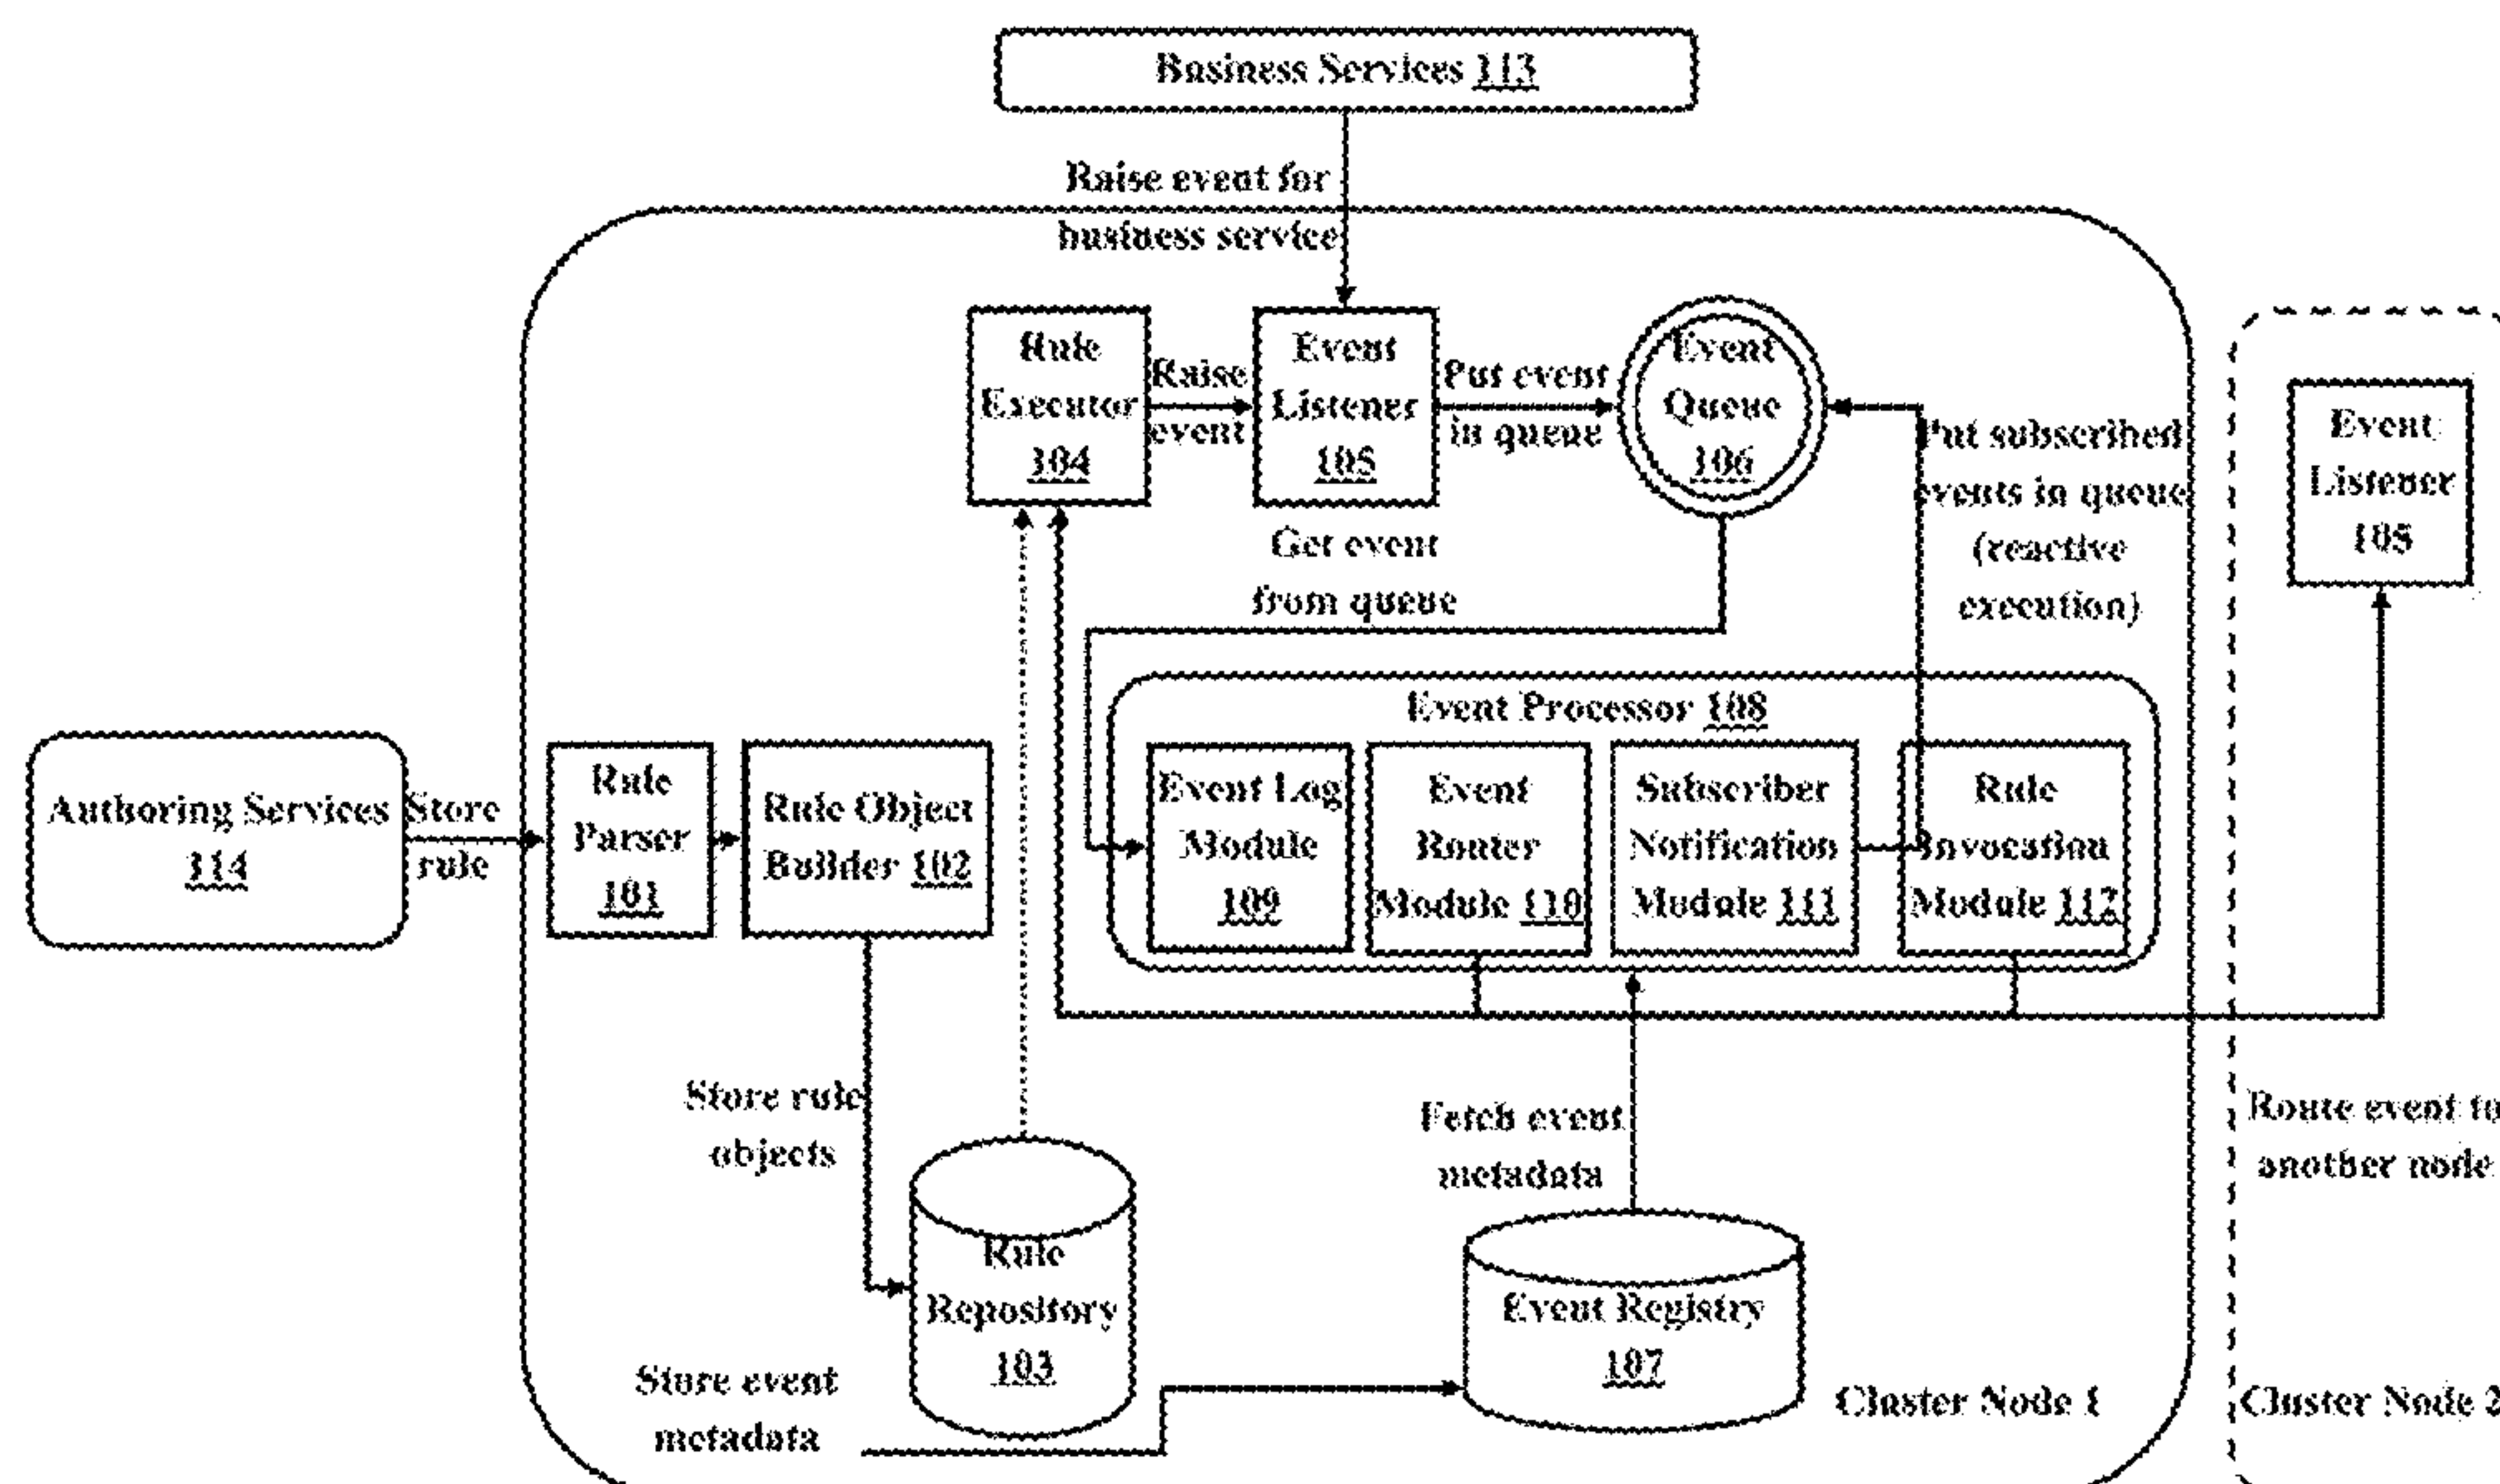 Business Services 113
Raise event for
business service
Rule
Executor
104
Raise
event
Event
Listener
105
Put event
in queue
Event
Queue
106
Put subscribed
events in queue
(reactive
execution)
Event
Listener
105
Get event
from queue
Event Processor 108
Authoring Services
114
Store
rule
Rule
Parser
101
Rule Object
Builder 102
Event Log
Module
109
Event
Router
Module 110
Subscriber
Notification
Module 111
Rule
Invocation
Module 112
Store rule
objects
Fetch event
metadata
Route event to
another node
Rule
Repository
103
Event Registry
107
Store event
metadata
Cluster Node 1
Cluster Node 2